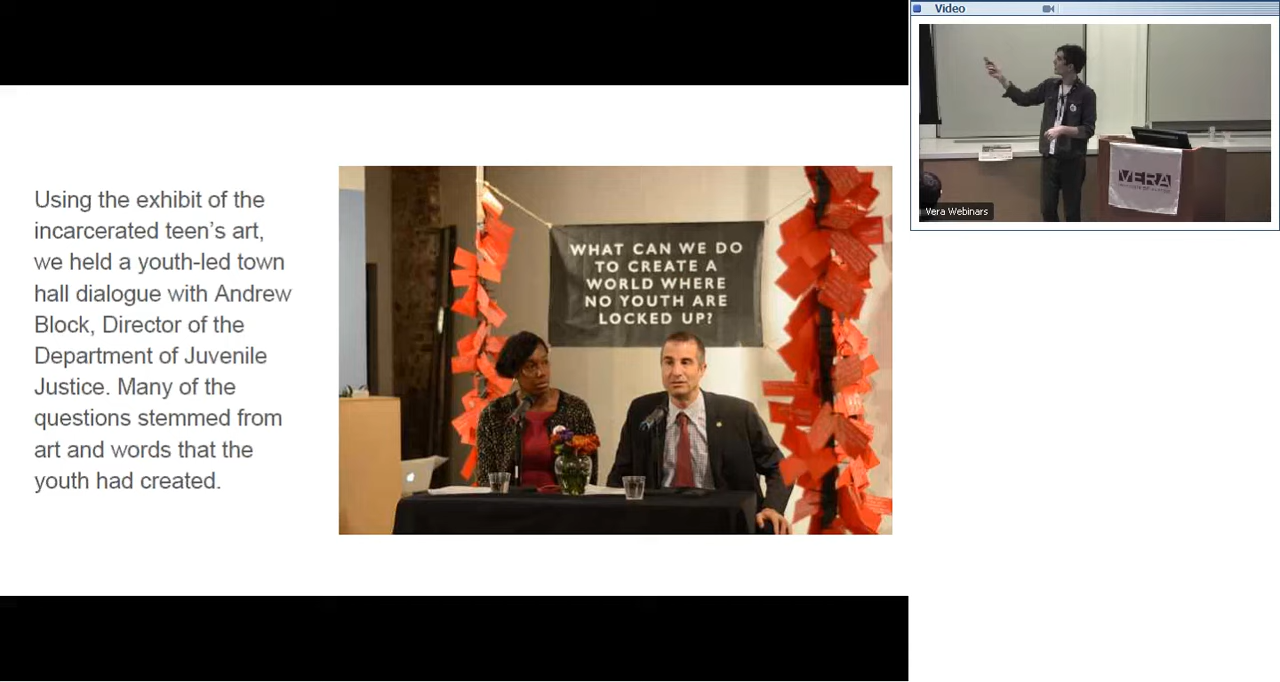 Using the exhibit of the
incarcerated teen's art,
we held a youth-led town
hall dialogue with Andrew
Block, Director of the
Department of Juvenile
Justice. Many of the
questions stemmed from
art and words that the
youth had created.
WHAT CAN WE DO
TO CREATE A
WORLD WHERE
NO YOUTH ARE
LOCKED UP?
Video
VERA
Vera Webinars